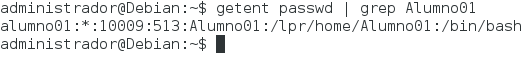 administrador@Debian:~$ getent passwd | grep Alumno01
alumno01:*:10009:513:Alumno01:/lpr/home/Alumno01:/bin/bash
administrador@Debian:~$